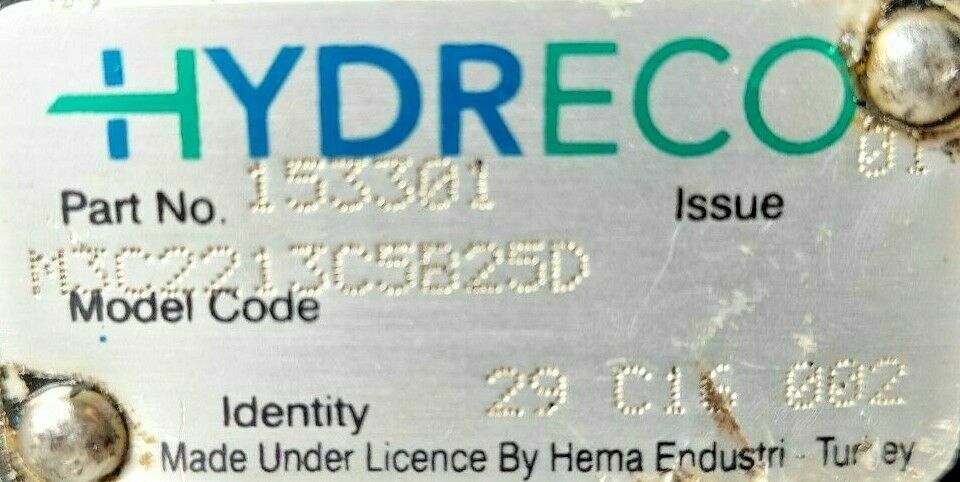 HYDRECO
Part No. 153301 Issue 01
M3C2213C5B25D
Model Code
Identity 29 C16 002
Made Under Licence By Hema Endustri - Turkey